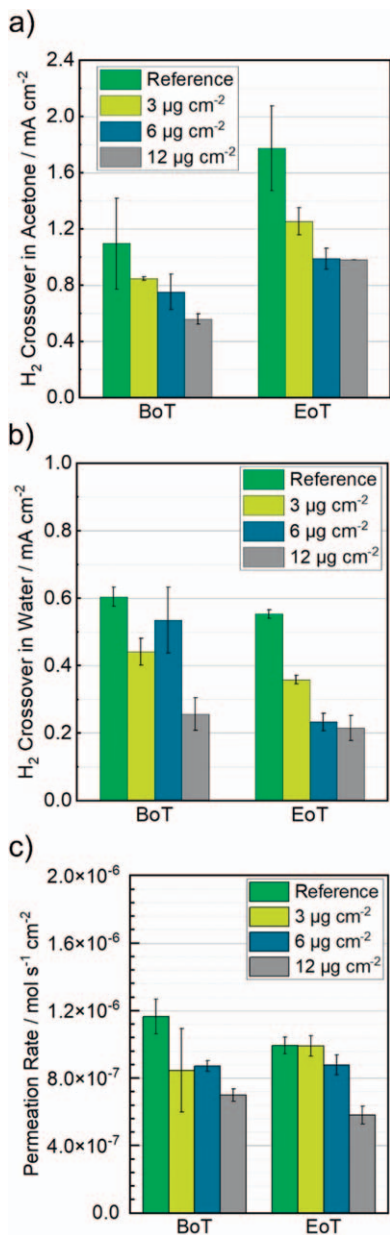 a)
H₂ Crossover in Acetone / mA cm⁻²
2.4
1.8
1.2
0.8
0.4
0.0
Reference
3 µg cm⁻²
6 µg cm⁻²
12 µg cm⁻²
BoT
EoT
b)
H₂ Crossover in Water / mA cm⁻²
1.0
0.8
0.6
0.4
0.2
0.0
Reference
3 µg cm⁻²
6 µg cm⁻²
12 µg cm⁻²
BoT
EoT
c)
Permeation Rate / mol s⁻¹ cm⁻²
2.0×10⁻⁶
1.6×10⁻⁶
1.2×10⁻⁶
8.0×10⁻⁷
4.0×10⁻⁷
0.0
Reference
3 µg cm⁻²
6 µg cm⁻²
12 µg cm⁻²
BoT
EoT